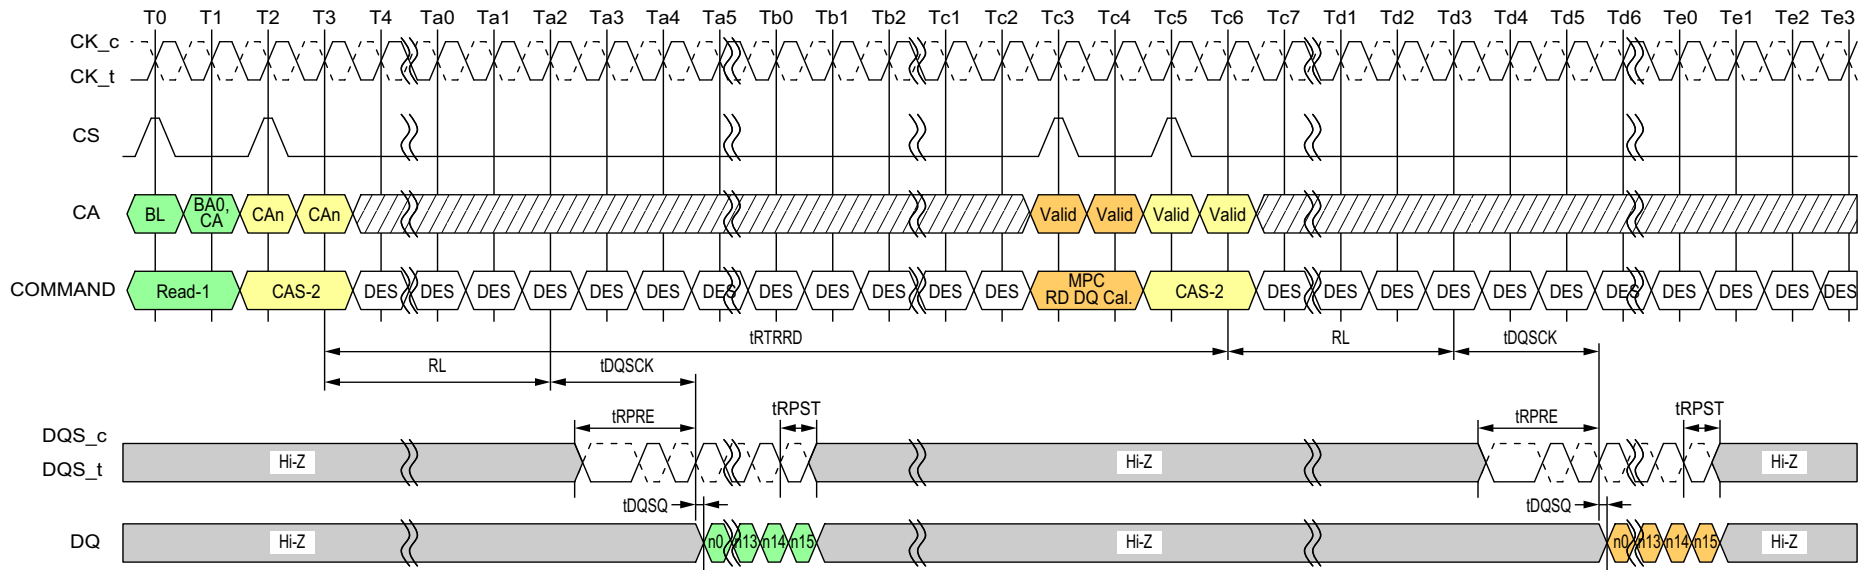 T0 T1 T2 T3 T4 Ta0 Ta1 Ta2 Ta3 Ta4 Ta5 Tb0 Tb1 Tb2 Tc1 Tc2 Tc3 Tc4 Tc5 Tc6 Tc7 Td1 Td2 Td3 Td4 Td5 Td6 Te0 Te1 Te2 Te3
CK_c
CK_t
CS
CA BL BA0, CAn CAn Valid Valid Valid Valid
CA
COMMAND Read-1 CAS-2 DES DES DES DES DES DES DES DES DES DES DES DES MPC CAS-2 DES DES DES DES DES DES DES DES DES DES DES
RD DQ Cal.
tRTRRD RL tDQSCK
RL tDQSCK
tRPRE tRPST tRPRE tRPST
DQS_c
Hi-Z Hi-Z Hi-Z
DQS_t
tDQSQ tDQSQ
DQ Hi-Z n0 n13 n14 n15 Hi-Z n0 n13 n14 n15 Hi-Z